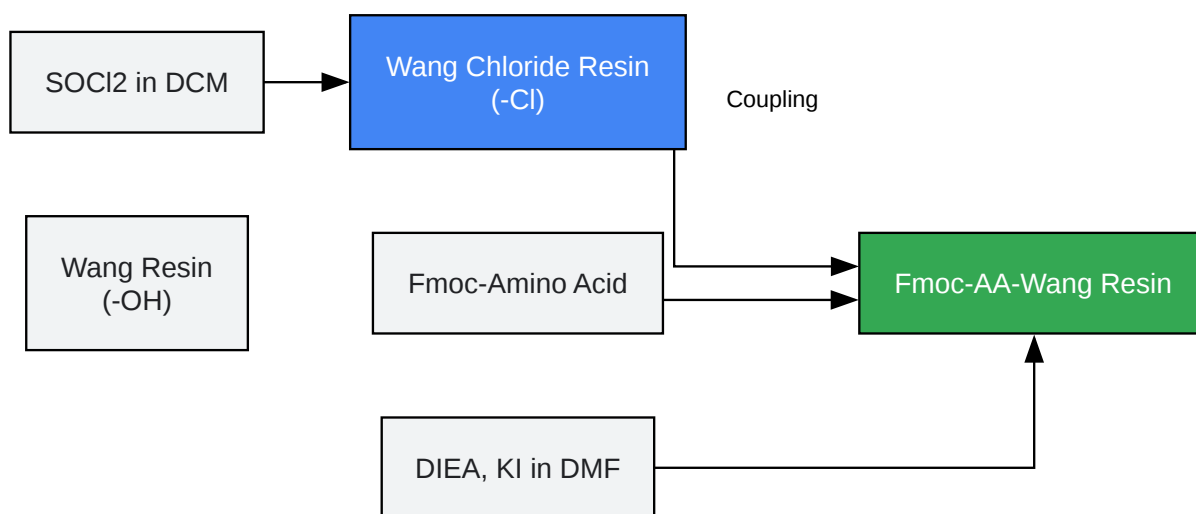 SOCl2 in DCM
Wang Chloride Resin
(-Cl)
Coupling
Wang Resin
(-OH)
Fmoc-Amino Acid
Fmoc-AA-Wang Resin
DIEA, KI in DMF